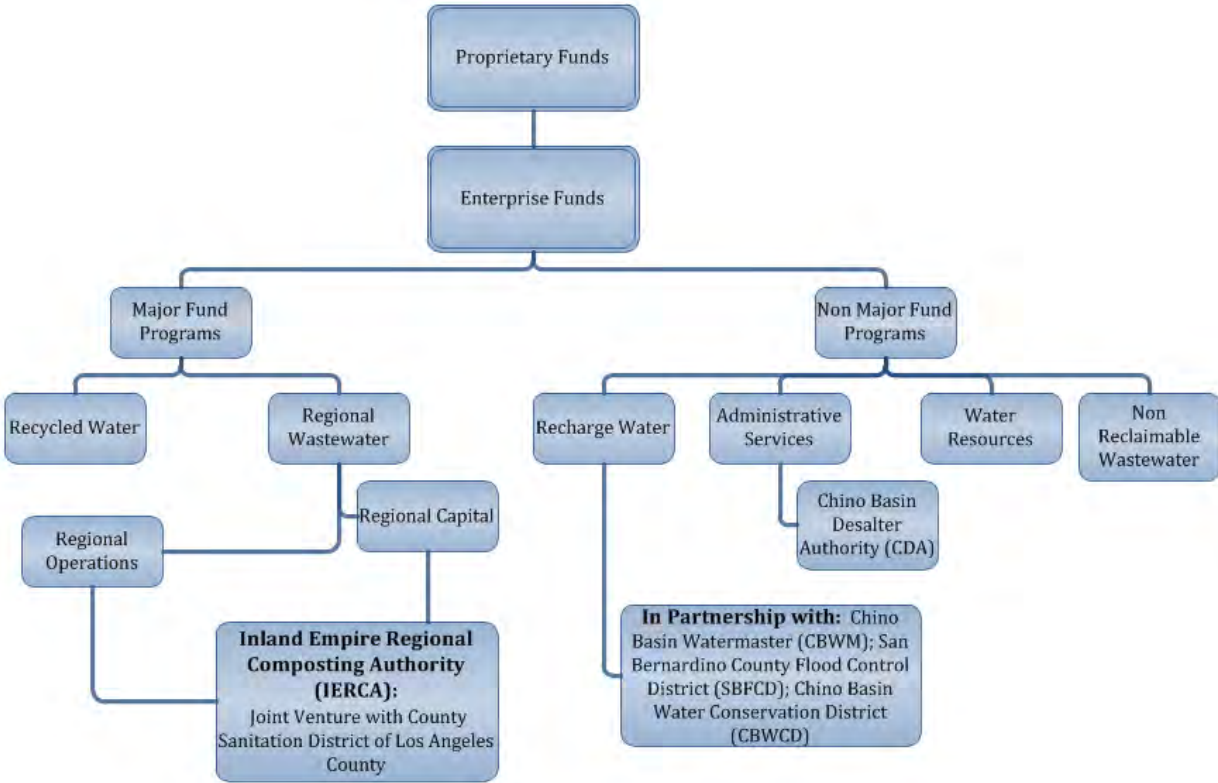 Proprietary Funds
Enterprise Funds
Major Fund
Programs
Non Major Fund
Programs
Recycled Water
Regional
Wastewater
Recharge Water
Administrative
Services
Water
Resources
Non
Reclaimable
Wastewater
Regional Capital
Chino Basin
Desalter
Authority (CDA)
Regional
Operations
Inland Empire Regional
Composting Authority
(IERCA):
Joint Venture with County
Sanitation District of Los Angeles
County
In Partnership with: Chino
Basin Watermaster (CBWM); San
Bernardino County Flood Control
District (SBFCD); Chino Basin
Water Conservation District
(CBWCD)